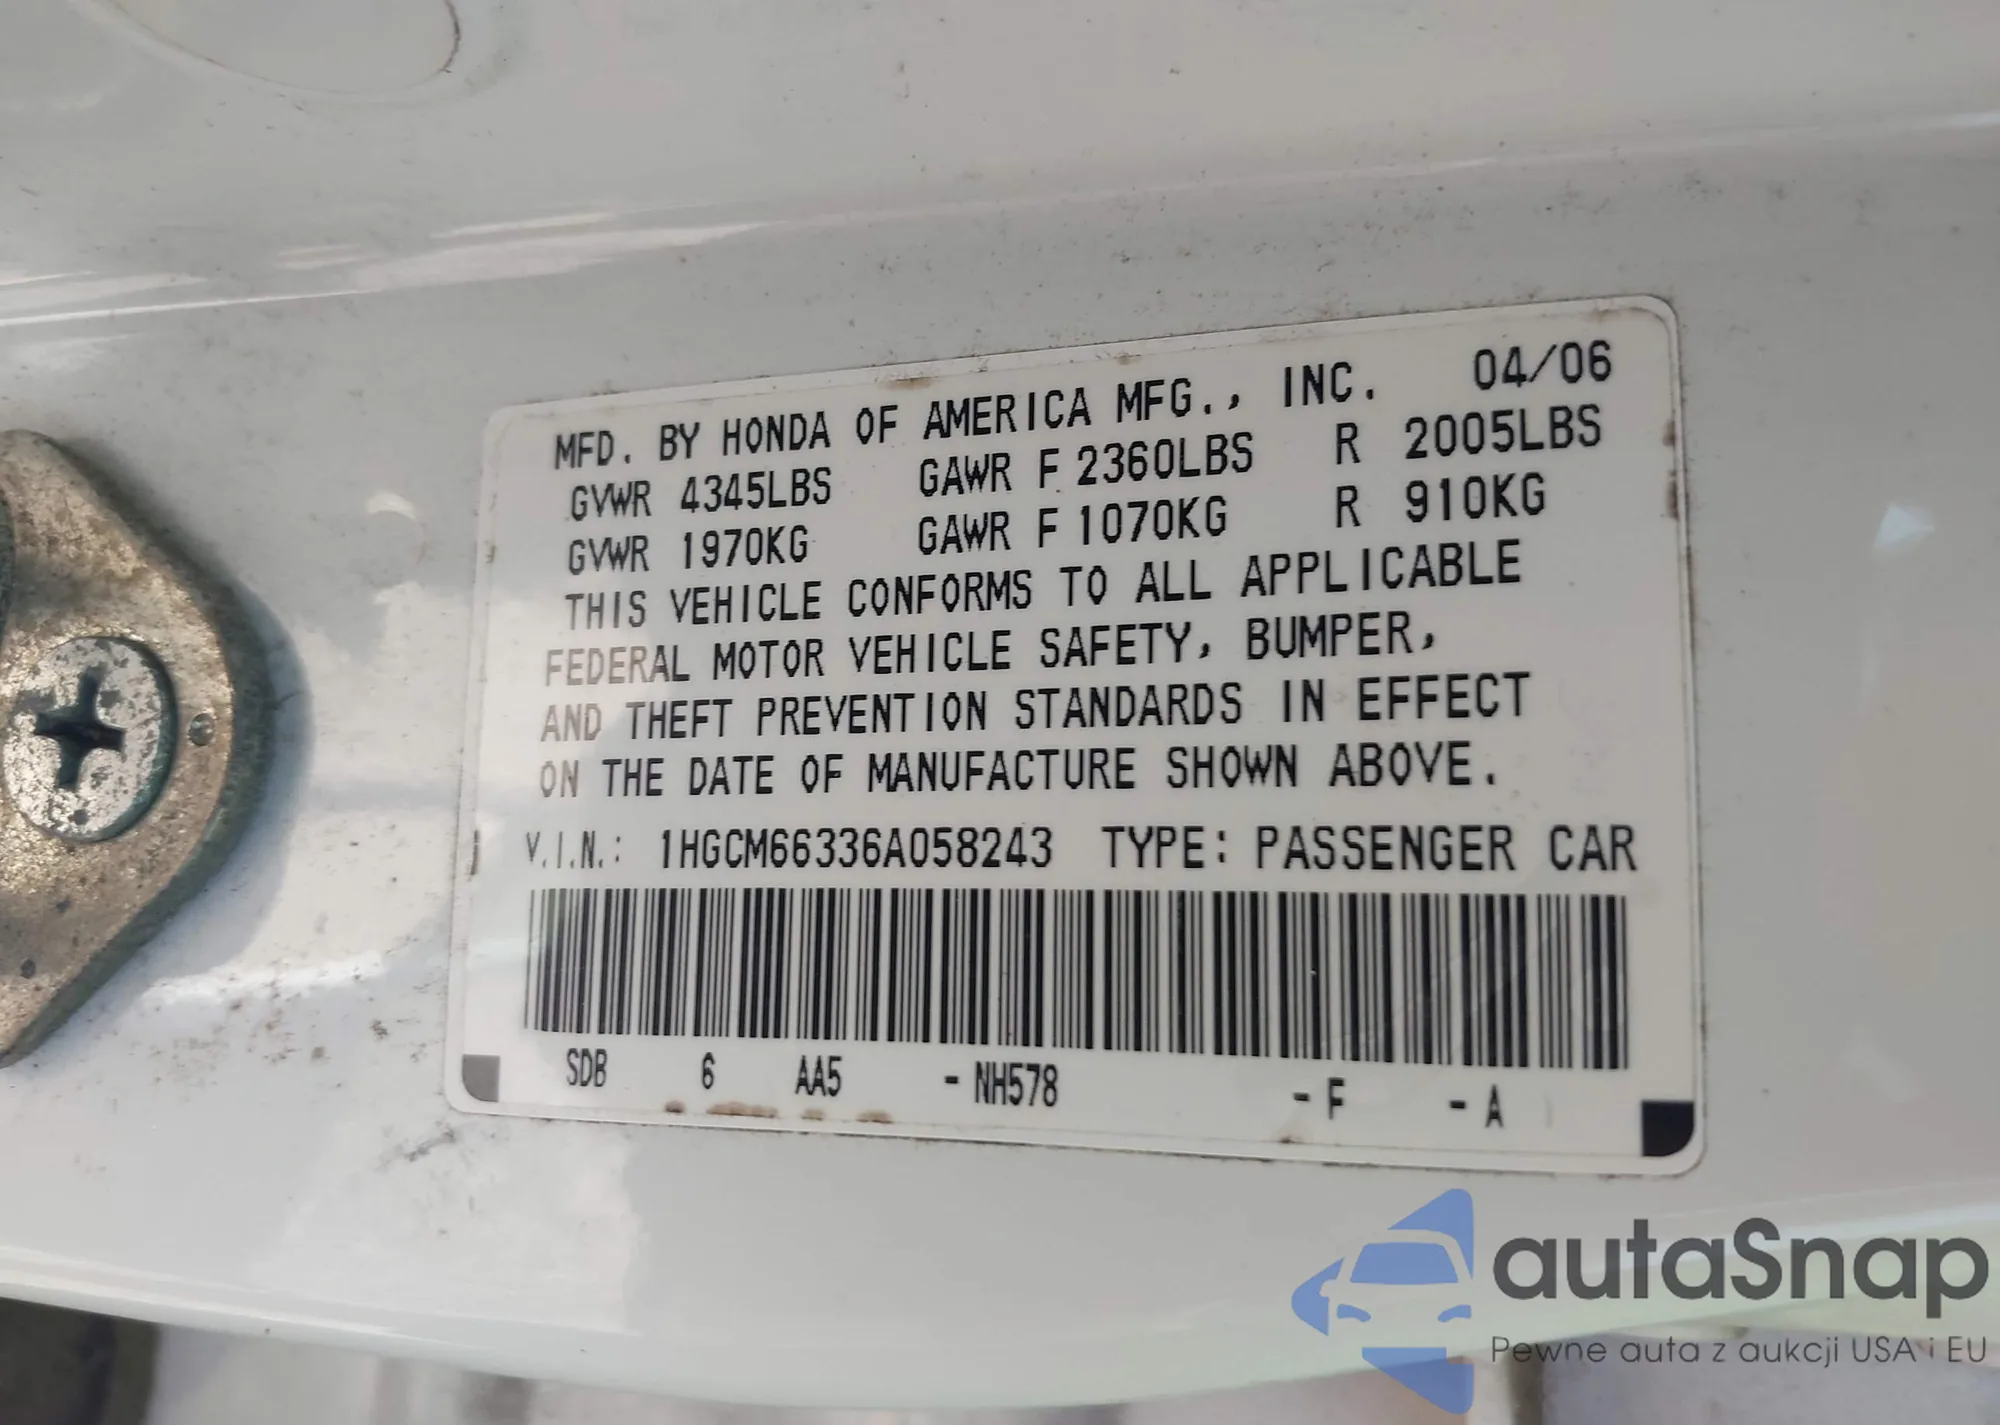 MFD. BY HONDA OF AMERICA MFG., INC. 04/06
GVWR 4345LBS GAWR F 2360LBS R 2005LBS
GVWR 1970KG GAWR F 1070KG R 910KG
THIS VEHICLE CONFORMS TO ALL APPLICABLE
FEDERAL MOTOR VEHICLE SAFETY, BUMPER,
AND THEFT PREVENTION STANDARDS IN EFFECT
ON THE DATE OF MANUFACTURE SHOWN ABOVE.
V.I.N.: 1HGCM66336A058243 TYPE: PASSENGER CAR
SDB 6 AA5 -NH578 -F -A
autaSnap
Pewne auta z aukcji USA i EU